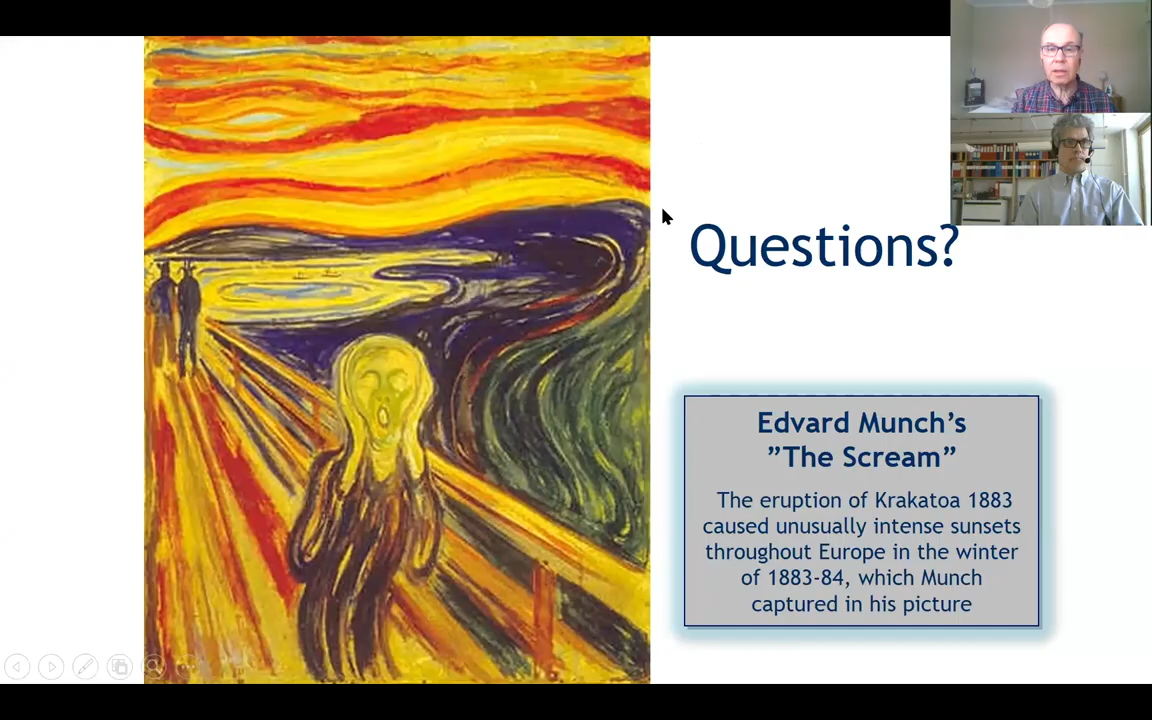 Questions?
Edvard Munch’s
”The Scream”
The eruption of Krakatoa 1883
caused unusually intense sunsets
throughout Europe in the winter
of 1883-84, which Munch
captured in his picture